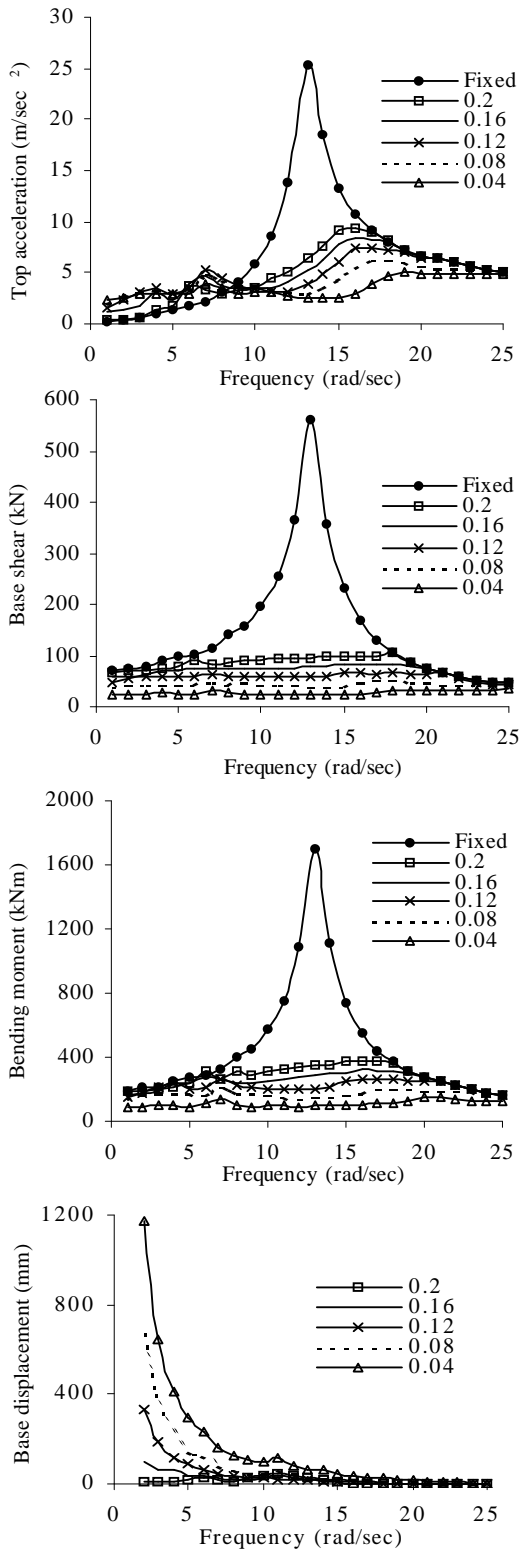 30
25
20
15
10
5
0
Top acceleration (m/sec ²)
Fixed
0.2
0.16
0.12
0.08
0.04
0 5 10 15 20 25
Frequency (rad/sec)
600
500
400
300
200
100
0
Base shear (kN)
Fixed
0.2
0.16
0.12
0.08
0.04
0 5 10 15 20 25
Frequency (rad/sec)
2000
1600
1200
800
400
0
Bending moment (kNm)
Fixed
0.2
0.16
0.12
0.08
0.04
0 5 10 15 20 25
Frequency (rad/sec)
1200
800
400
0
Base displacement (mm)
0.2
0.16
0.12
0.08
0.04
0 5 10 15 20 25
Frequency (rad/sec)